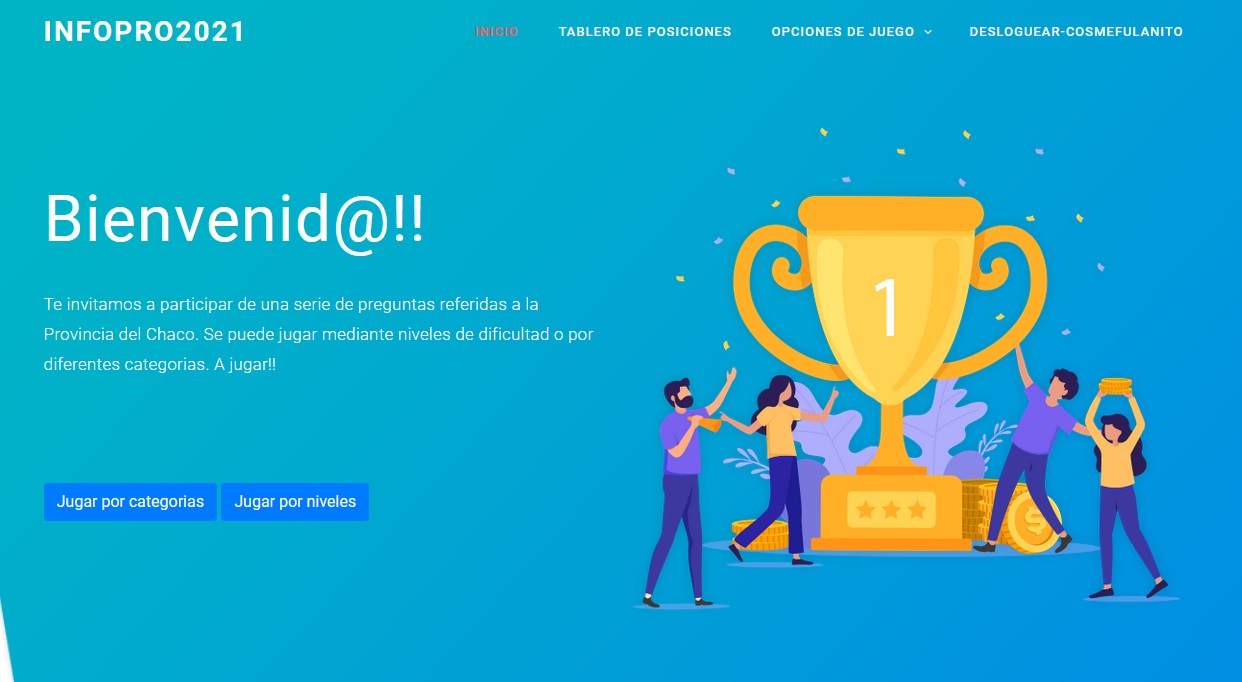 INFOPRO2021
INICIO
TABLERO DE POSICIONES
OPCIONES DE JUEGO
DESLOGUEAR-COSMEFULANITO
Bienvenid@!!
Te invitamos a participar de una serie de preguntas referidas a la
Provincia del Chaco. Se puede jugar mediante niveles de dificultad o por
diferentes categorias. A jugar!!
Jugar por categorias
Jugar por niveles
1
$